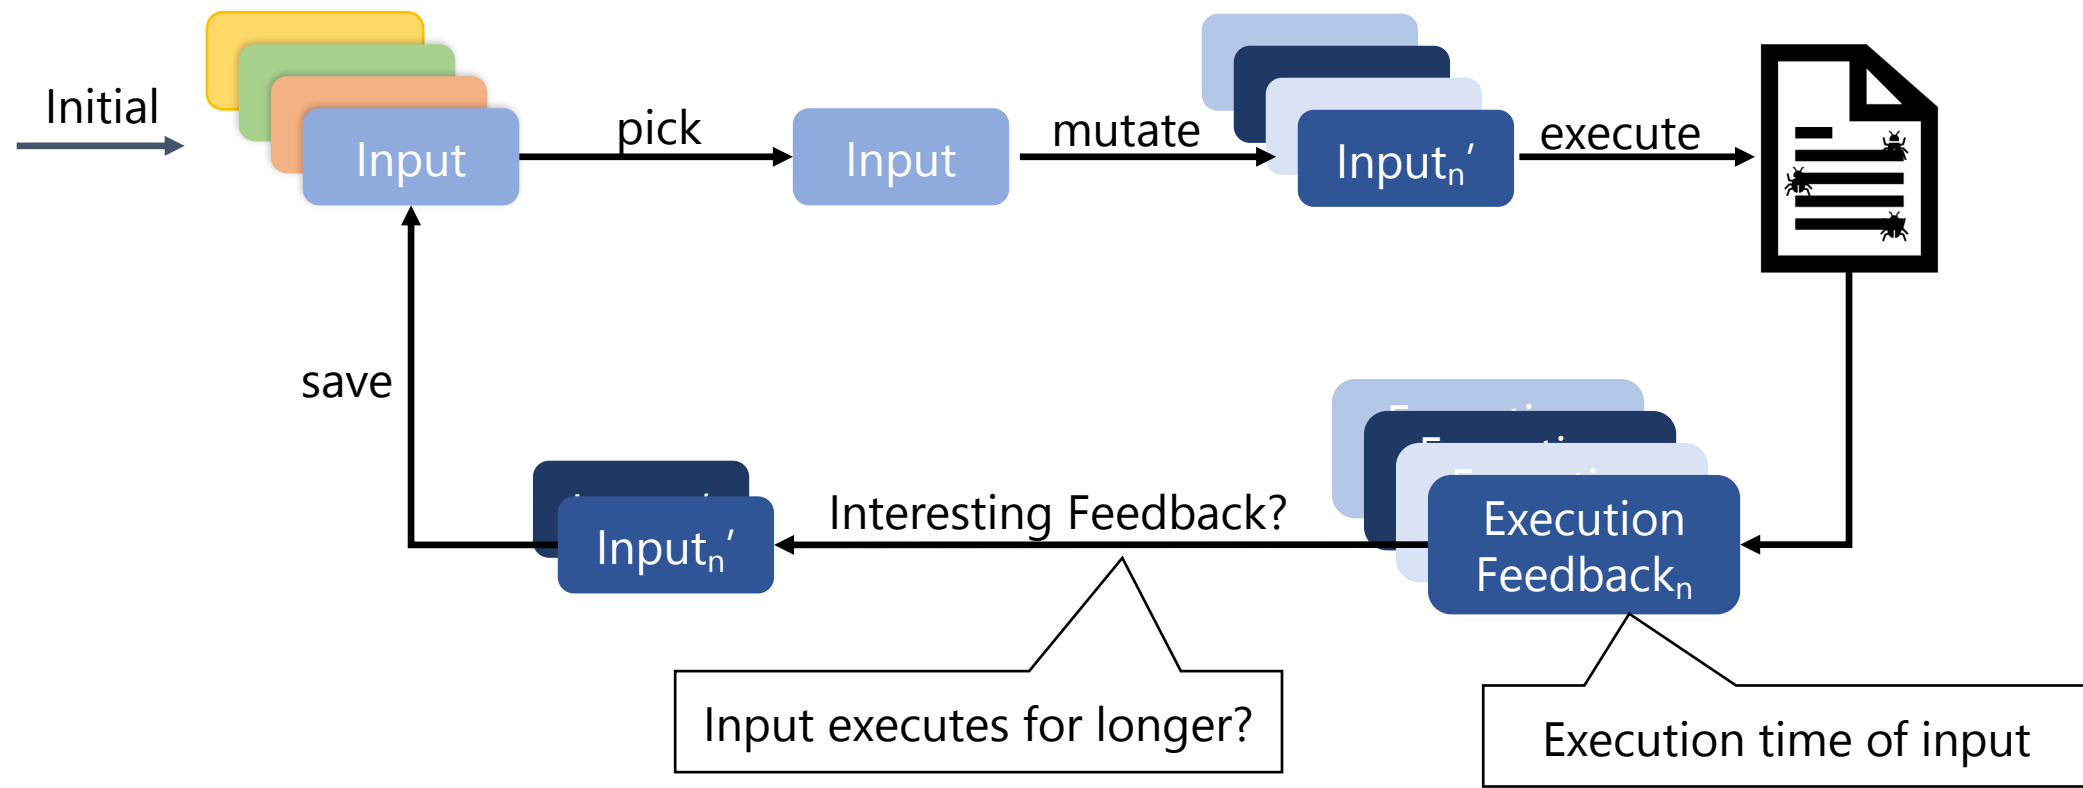 Initial
Input
pick
Input
mutate
Inputₙ′
execute
save
Inputₙ′
Interesting Feedback?
Execution
Feedbackₙ
Input executes for longer?
Execution time of input